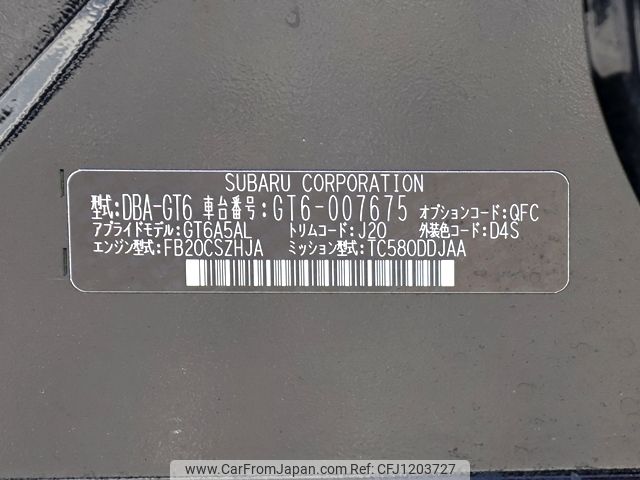 SUBARU CORPORATION
型式:DBA-GT6 車台番号:GT6-007675 オプションコード:QFC
アプライドモデル:GT6A5AL トリムコード:J20 外装色コード:D4S
エンジン型式:FB20CSZHJA ミッション型式:TC580DDJAA
www.CarFromJapan.com - Ref#CFJ1203727